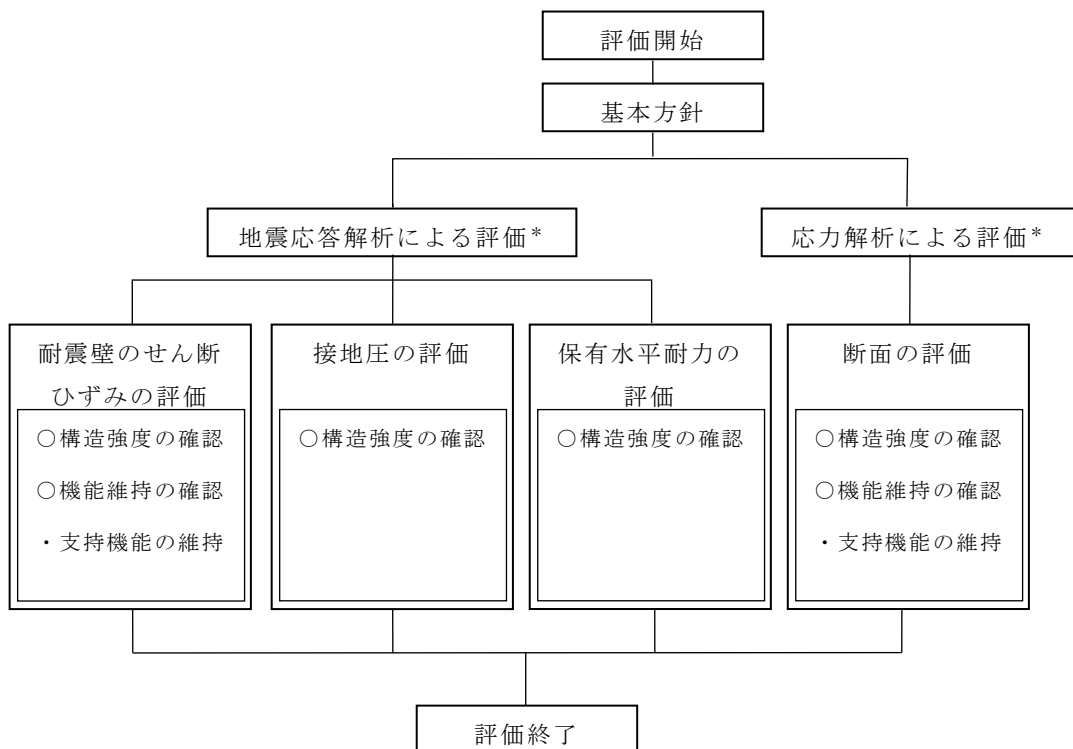 評価開始
基本方針
地震応答解析による評価*
応力解析による評価*
耐震壁のせん断
ひずみの評価
○構造強度の確認
○機能維持の確認
・支持機能の維持
接地圧の評価
○構造強度の確認
保有水平耐力の
評価
○構造強度の確認
断面の評価
○構造強度の確認
○機能維持の確認
・支持機能の維持
評価終了